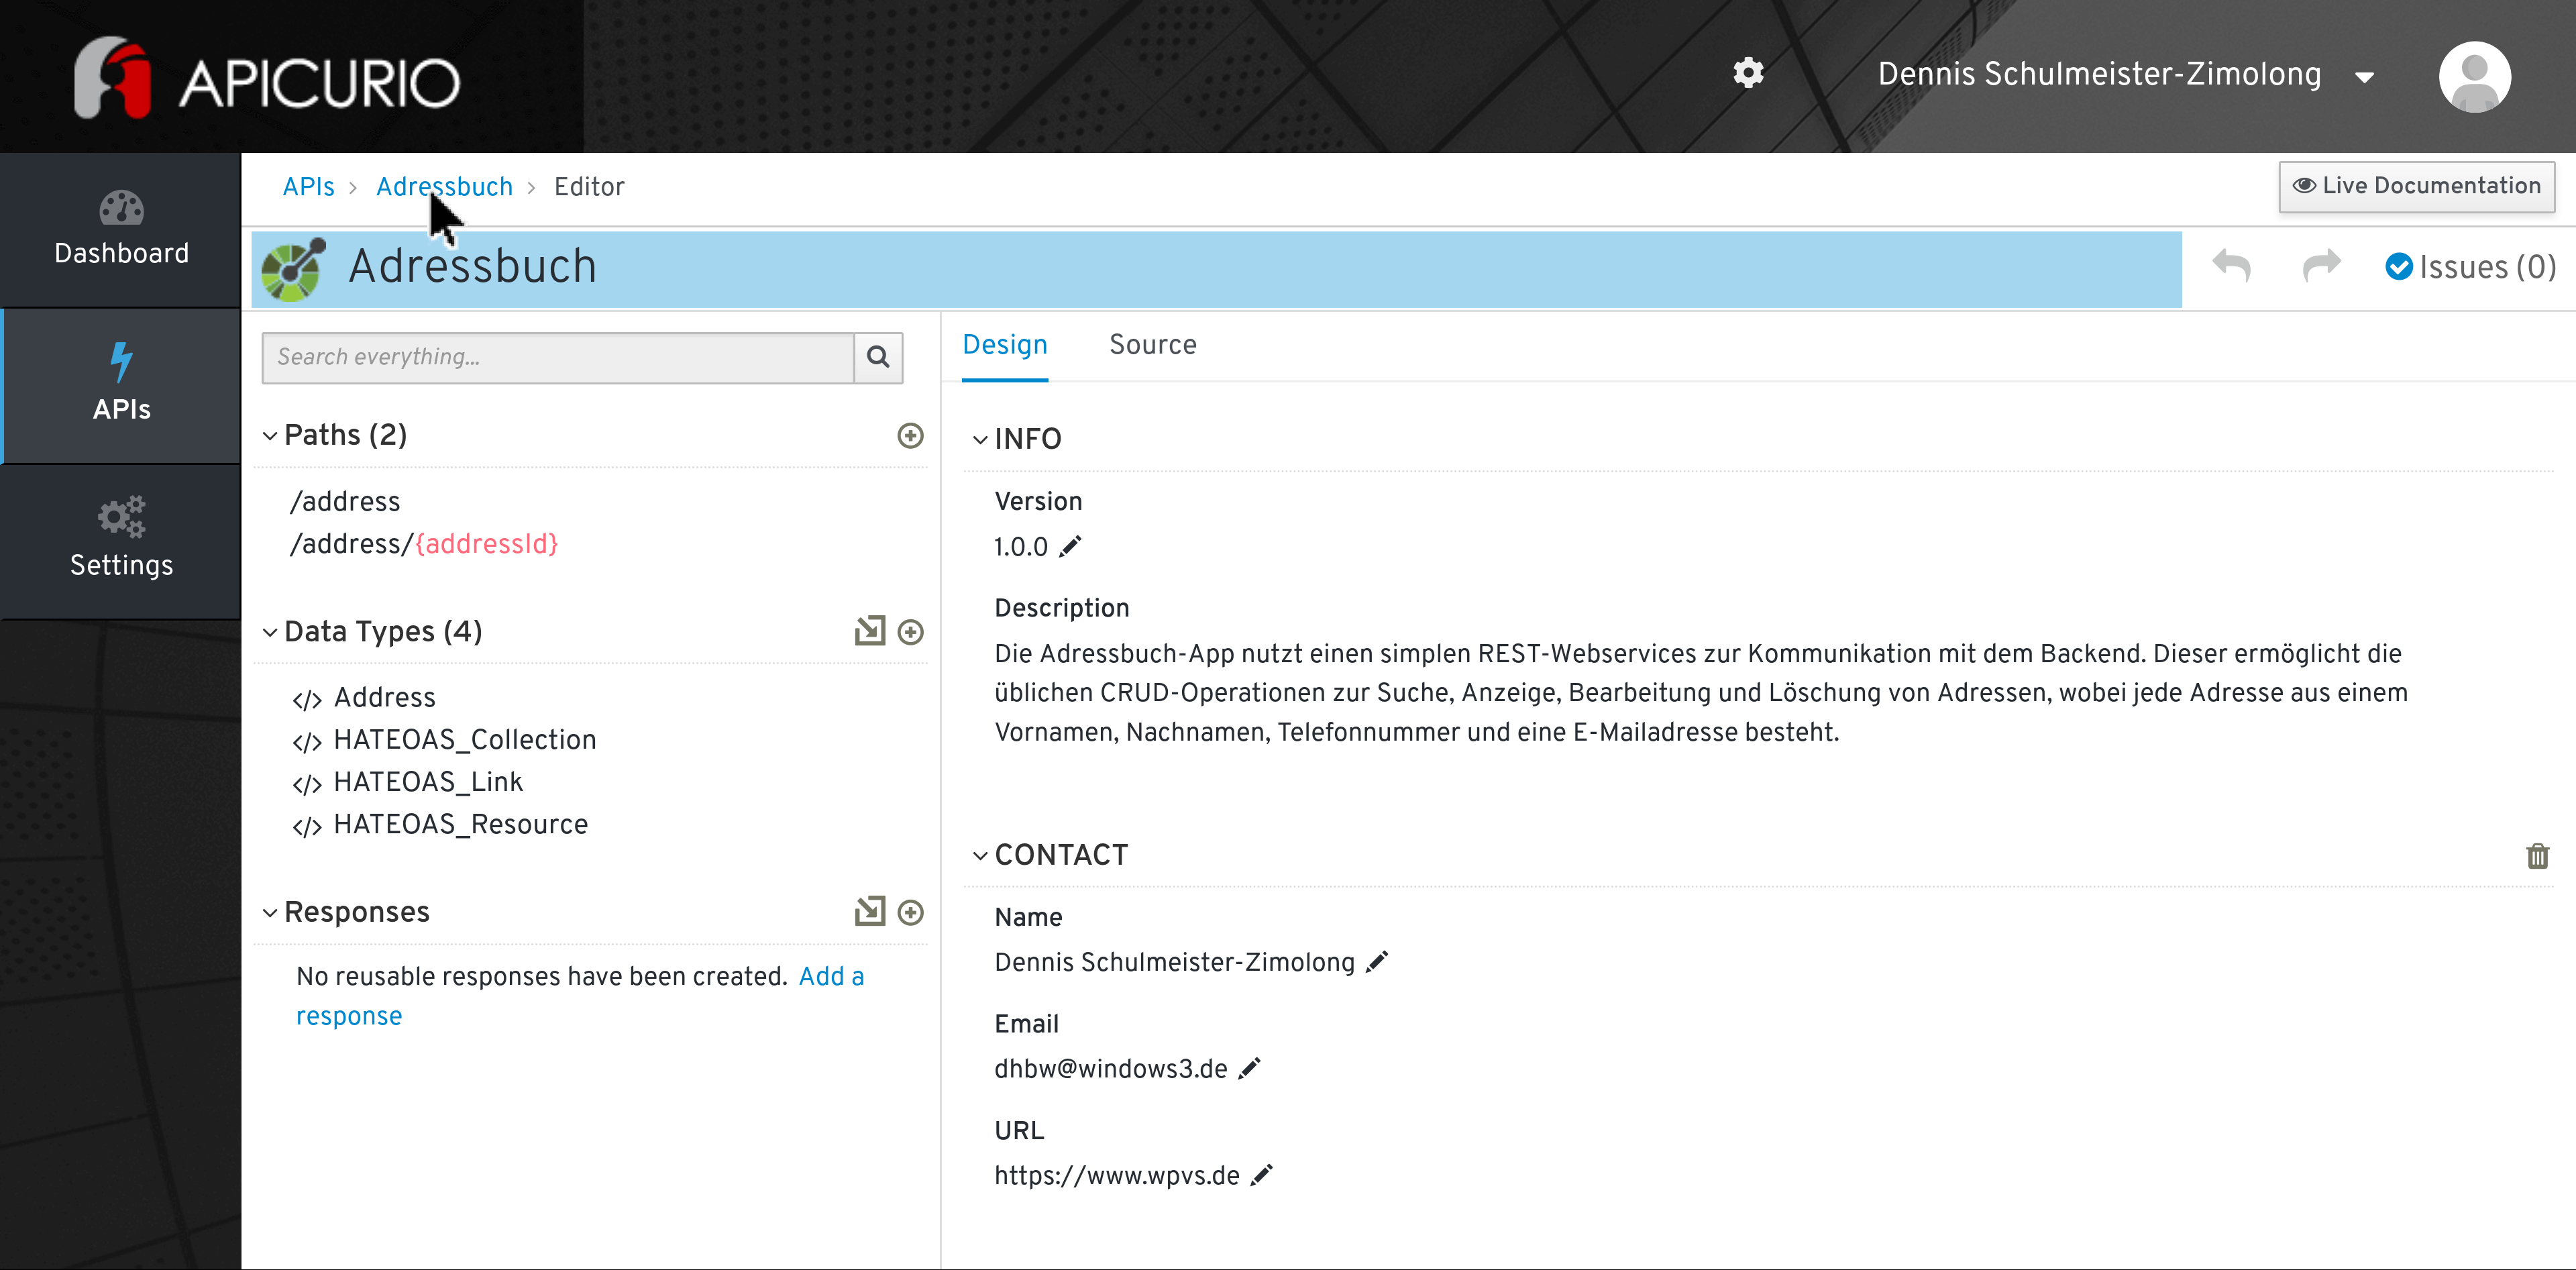 APICURIO
Dennis Schulmeister-Zimolong
Dashboard
APIs
Settings
APIs > Adressbuch > Editor
Live Documentation
Adressbuch
Issues (0)
Search everything...
Paths (2)
/address
/address/{addressId}
Data Types (4)
</> Address
</> HATEOAS_Collection
</> HATEOAS_Link
</> HATEOAS_Resource
Responses
No reusable responses have been created. Add a
response
Design Source
INFO
Version
1.0.0
Description
Die Adressbuch-App nutzt einen simplen REST-Webservices zur Kommunikation mit dem Backend. Dieser ermöglicht die
üblichen CRUD-Operationen zur Suche, Anzeige, Bearbeitung und Löschung von Adressen, wobei jede Adresse aus einem
Vornamen, Nachnamen, Telefonnummer und eine E-Mailadresse besteht.
CONTACT
Name
Dennis Schulmeister-Zimolong
Email
dhbw@windows3.de
URL
https://www.wpvs.de